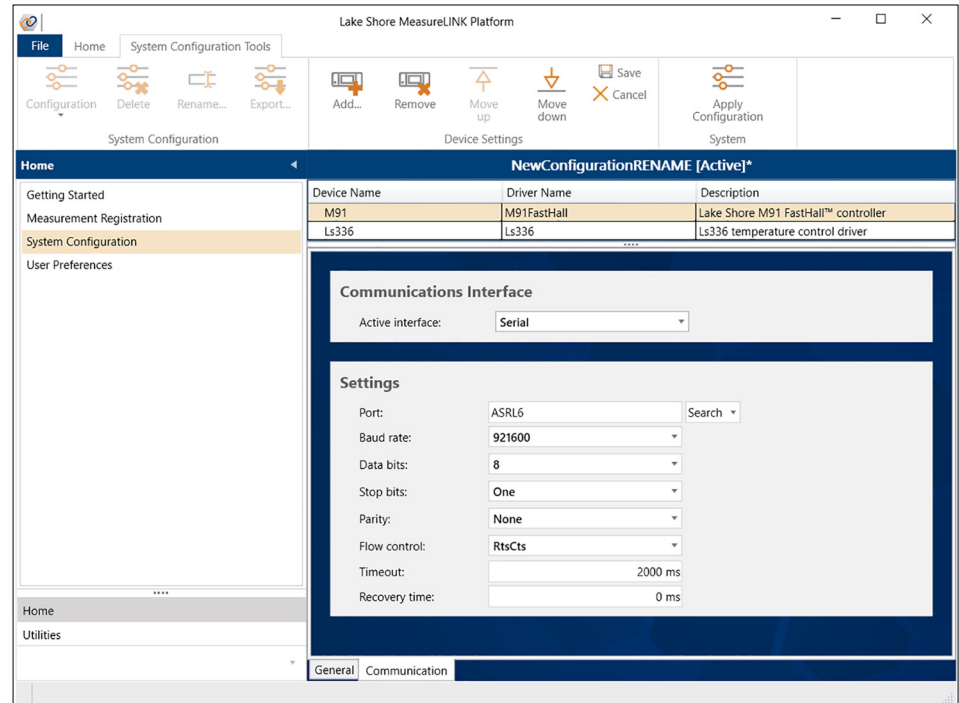 Lake Shore MeasureLINK Platform
File Home System Configuration Tools
Configuration Delete Rename... Export... Add... Remove Move up Move down Save Cancel Apply Configuration
System Configuration Device Settings System
Home NewConfigurationRENAME [Active]*
Getting Started
Measurement Registration
System Configuration
User Preferences
Device Name Driver Name Description
M91 M91FastHall Lake Shore M91 FastHall™ controller
Ls336 Ls336 Ls336 temperature control driver
Communications Interface
Active interface: Serial
Settings
Port: ASRL6 Search
Baud rate: 921600
Data bits: 8
Stop bits: One
Parity: None
Flow control: RtsCts
Timeout: 2000 ms
Recovery time: 0 ms
Home
Utilities
General Communication